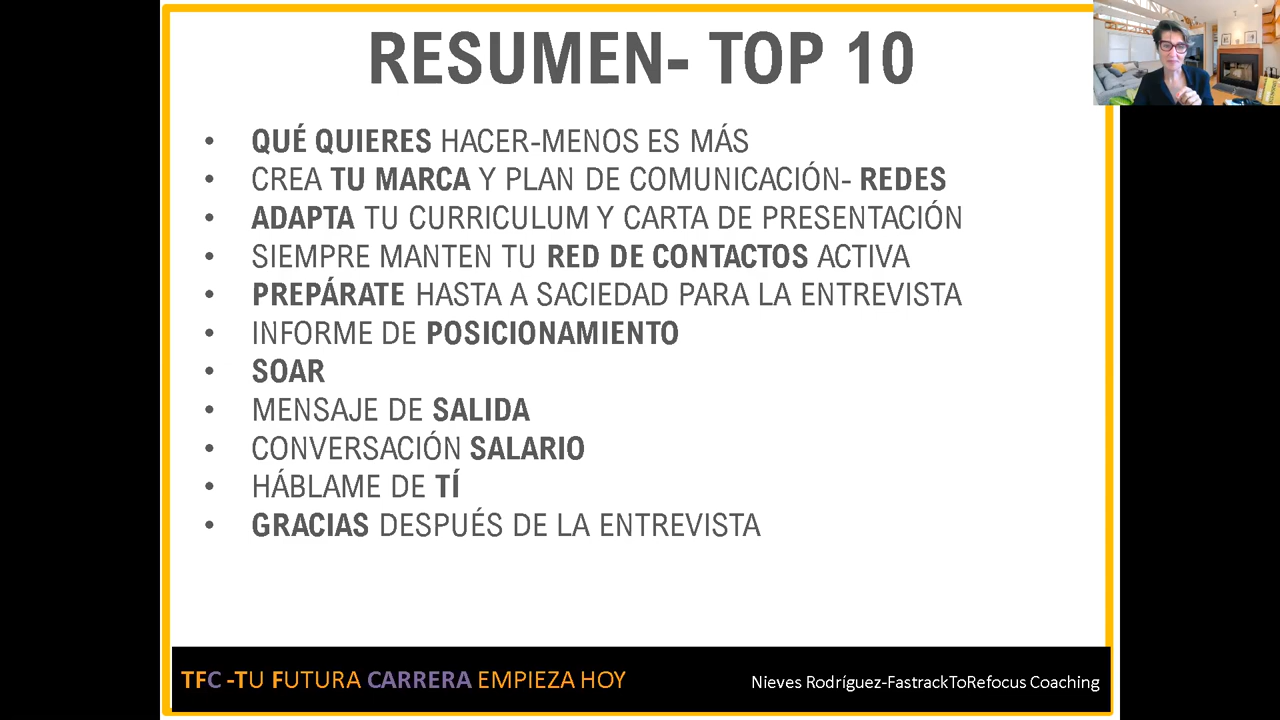 RESUMEN- TOP 10
• QUÉ QUIERES HACER-MENOS ES MÁS
• CREA TU MARCA Y PLAN DE COMUNICACIÓN- REDES
• ADAPTA TU CURRICULUM Y CARTA DE PRESENTACIÓN
• SIEMPRE MANTEN TU RED DE CONTACTOS ACTIVA
• PREPÁRATE HASTA A SACIEDAD PARA LA ENTREVISTA
• INFORME DE POSICIONAMIENTO
• SOAR
• MENSAJE DE SALIDA
• CONVERSACIÓN SALARIO
• HÁBLAME DE TÍ
• GRACIAS DESPUÉS DE LA ENTREVISTA
TFC -TU FUTURA CARRERA EMPIEZA HOY
Nieves Rodríguez-FastrackToRefocus Coaching